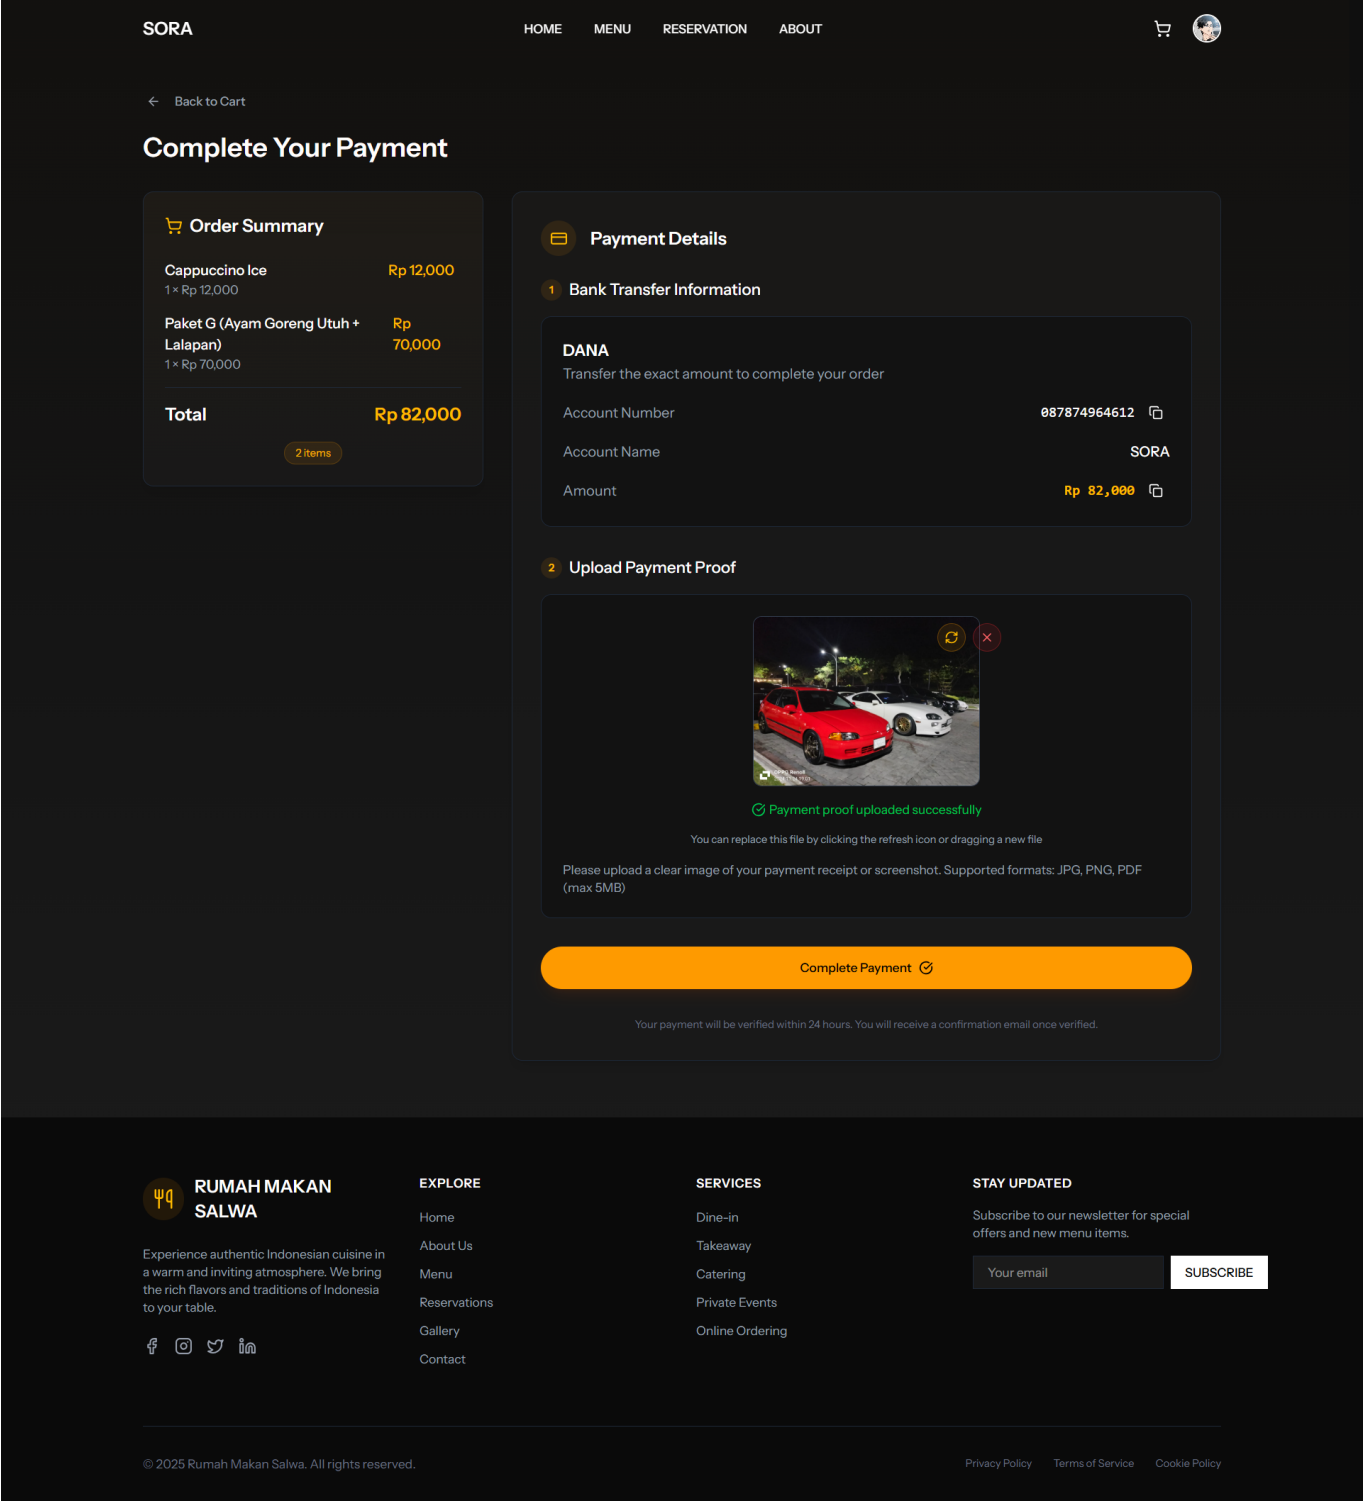 SORA
HOME
MENU
RESERVATION
ABOUT
Back to Cart
Complete Your Payment
Order Summary
Cappuccino Ice
Rp 12,000
1 × Rp 12,000
Paket G (Ayam Goreng Utuh +
Lalapan)
Rp
70,000
1 × Rp 70,000
Total
Rp 82,000
2 items
Payment Details
1
Bank Transfer Information
DANA
Transfer the exact amount to complete your order
Account Number
087874964612
Account Name
SORA
Amount
Rp 82,000
2
Upload Payment Proof
Payment proof uploaded successfully
You can replace this file by clicking the refresh icon or dragging a new file
Please upload a clear image of your payment receipt or screenshot. Supported formats: JPG, PNG, PDF
(max 5MB)
Complete Payment
Your payment will be verified within 24 hours. You will receive a confirmation email once verified.
RUMAH MAKAN
SALWA
Experience authentic Indonesian cuisine in
a warm and inviting atmosphere. We bring
the rich flavors and traditions of Indonesia
to your table.
EXPLORE
Home
About Us
Menu
Reservations
Gallery
Contact
SERVICES
Dine-in
Takeaway
Catering
Private Events
Online Ordering
STAY UPDATED
Subscribe to our newsletter for special
offers and new menu items.
Your email
SUBSCRIBE
© 2025 Rumah Makan Salwa. All rights reserved.
Privacy Policy
Terms of Service
Cookie Policy